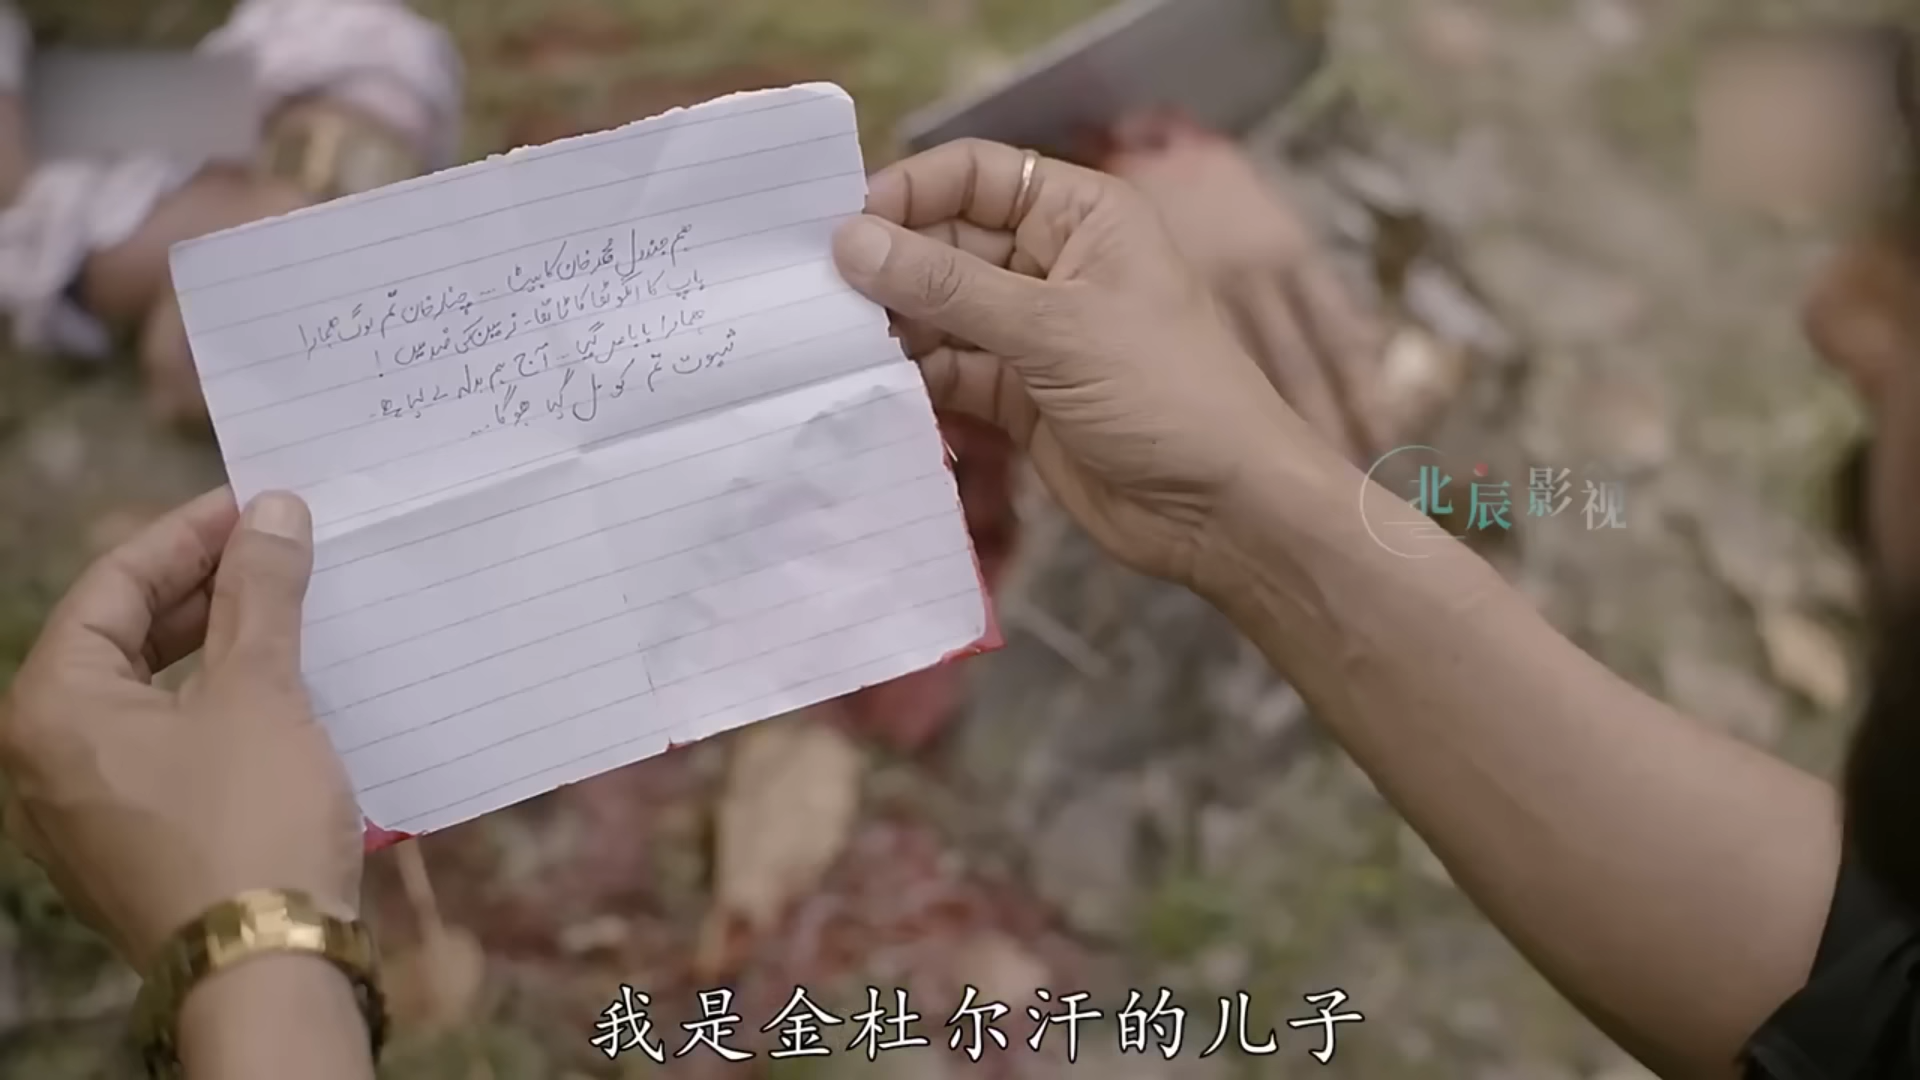 ہم جندل محمد خان کا بیٹا ... چندر خان تم لوگ ہمارا
باپ کا انگوٹھا کاٹا تھا۔ زمین کی ضد میں !
ہمارا بابا مر گیا ... آج ہم بدلہ لے لیا ہے۔
ثبوت تم کو مل گیا ہوگا ...
北辰影视
我是金杜尔汗的儿子